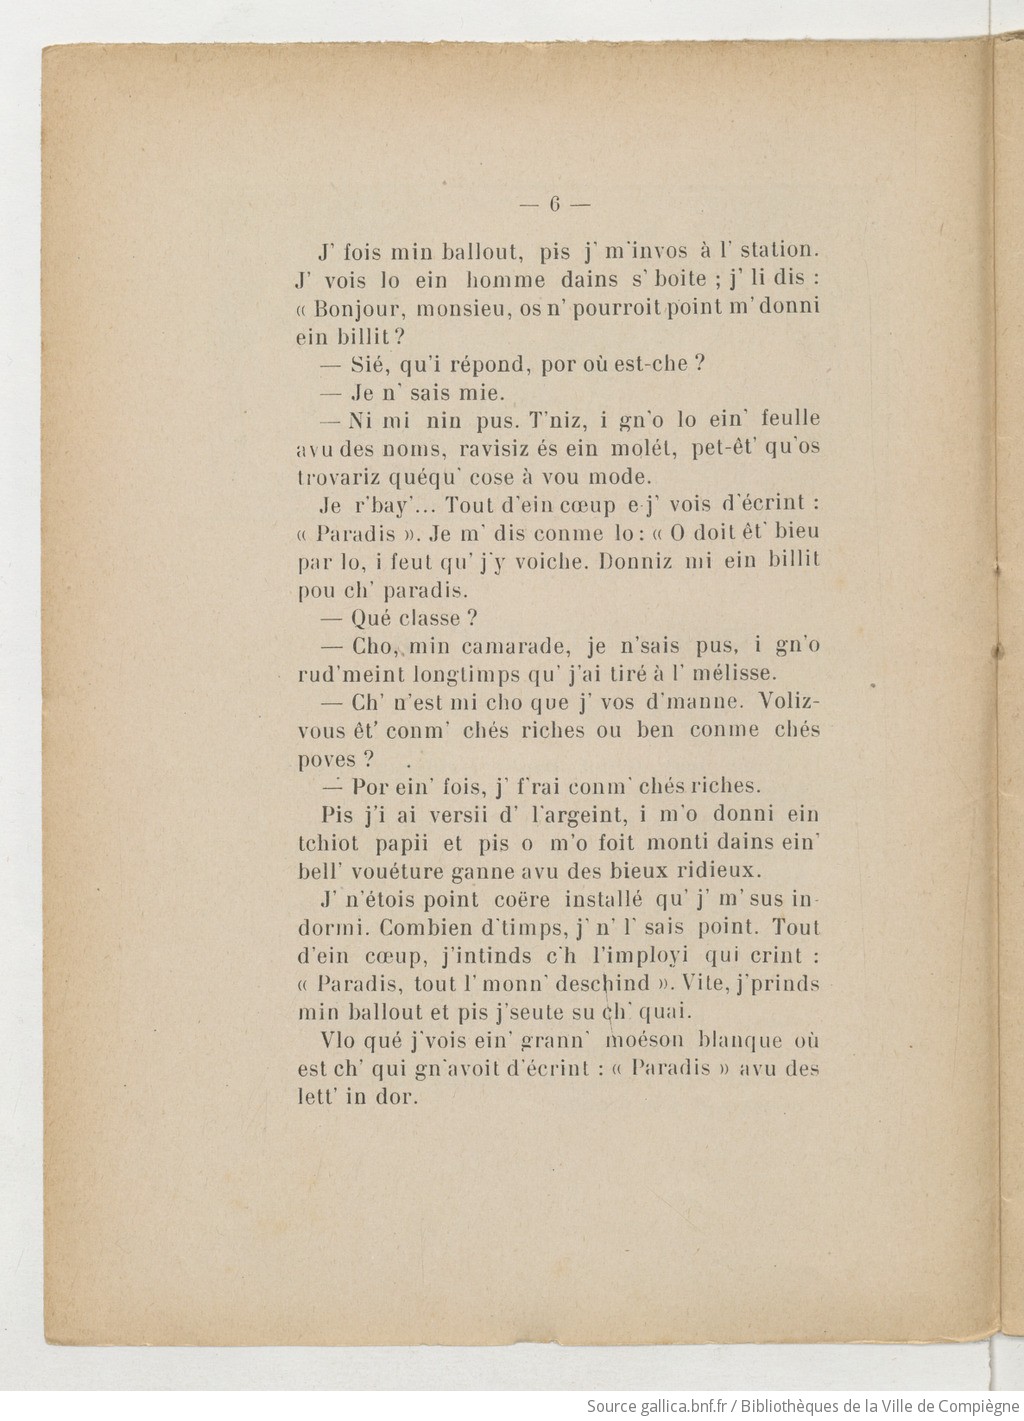 — 6 —
J' fois min ballout, pis j' m'invos à l' station.
J' vois lo ein homme dains s' boite ; j' li dis :
« Bonjour, monsieu, os n' pourroit point m' donni
ein billit ?
— Sié, qu'i répond, por où est-che ?
— Je n' sais mie.
— Ni mi nin pus. T'niz, i gn'o lo ein' feulle
avu des noms, ravisiz és ein molét, pet-êt' qu'os
trovariz quéqu' cose à vou mode.
Je r'bay'... Tout d'ein cœup e j' vois d'écrint :
« Paradis ». Je m' dis conme lo : « O doit êt' bieu
par lo, i feut qu' j'y voiche. Donniz mi ein billit
pou ch' paradis.
— Qué classe ?
— Cho, min camarade, je n'sais pus, i gn'o
rud'meint longtimps qu' j'ai tiré à l' mélisse.
— Ch' n'est mi cho que j' vos d'manne. Voliz-
vous êt' conm' chés riches ou ben conme chés
poves ?
— Por ein' fois, j' f'rai conm' chés riches.
Pis j'i ai versii d' l'argeint, i m'o donni ein
tchiot papii et pis o m'o foit monti dains ein'
bell' vouéture ganne avu des bieux ridieux.
J' n'étois point coëre installé qu' j' m' sus in-
dormi. Combien d'timps, j' n' l' sais point. Tout
d'ein cœup, j'intinds c'h l'imployi qui crint :
« Paradis, tout l' monn' deschind ». Vite, j'prinds
min ballout et pis j'seute su ch' quai.
Vlo qué j'vois ein' grann' moéson blanque où
est ch' qui gn'avoit d'écrint : « Paradis » avu des
lett' in dor.
Source gallica.bnf.fr / Bibliothèques de la Ville de Compiègne